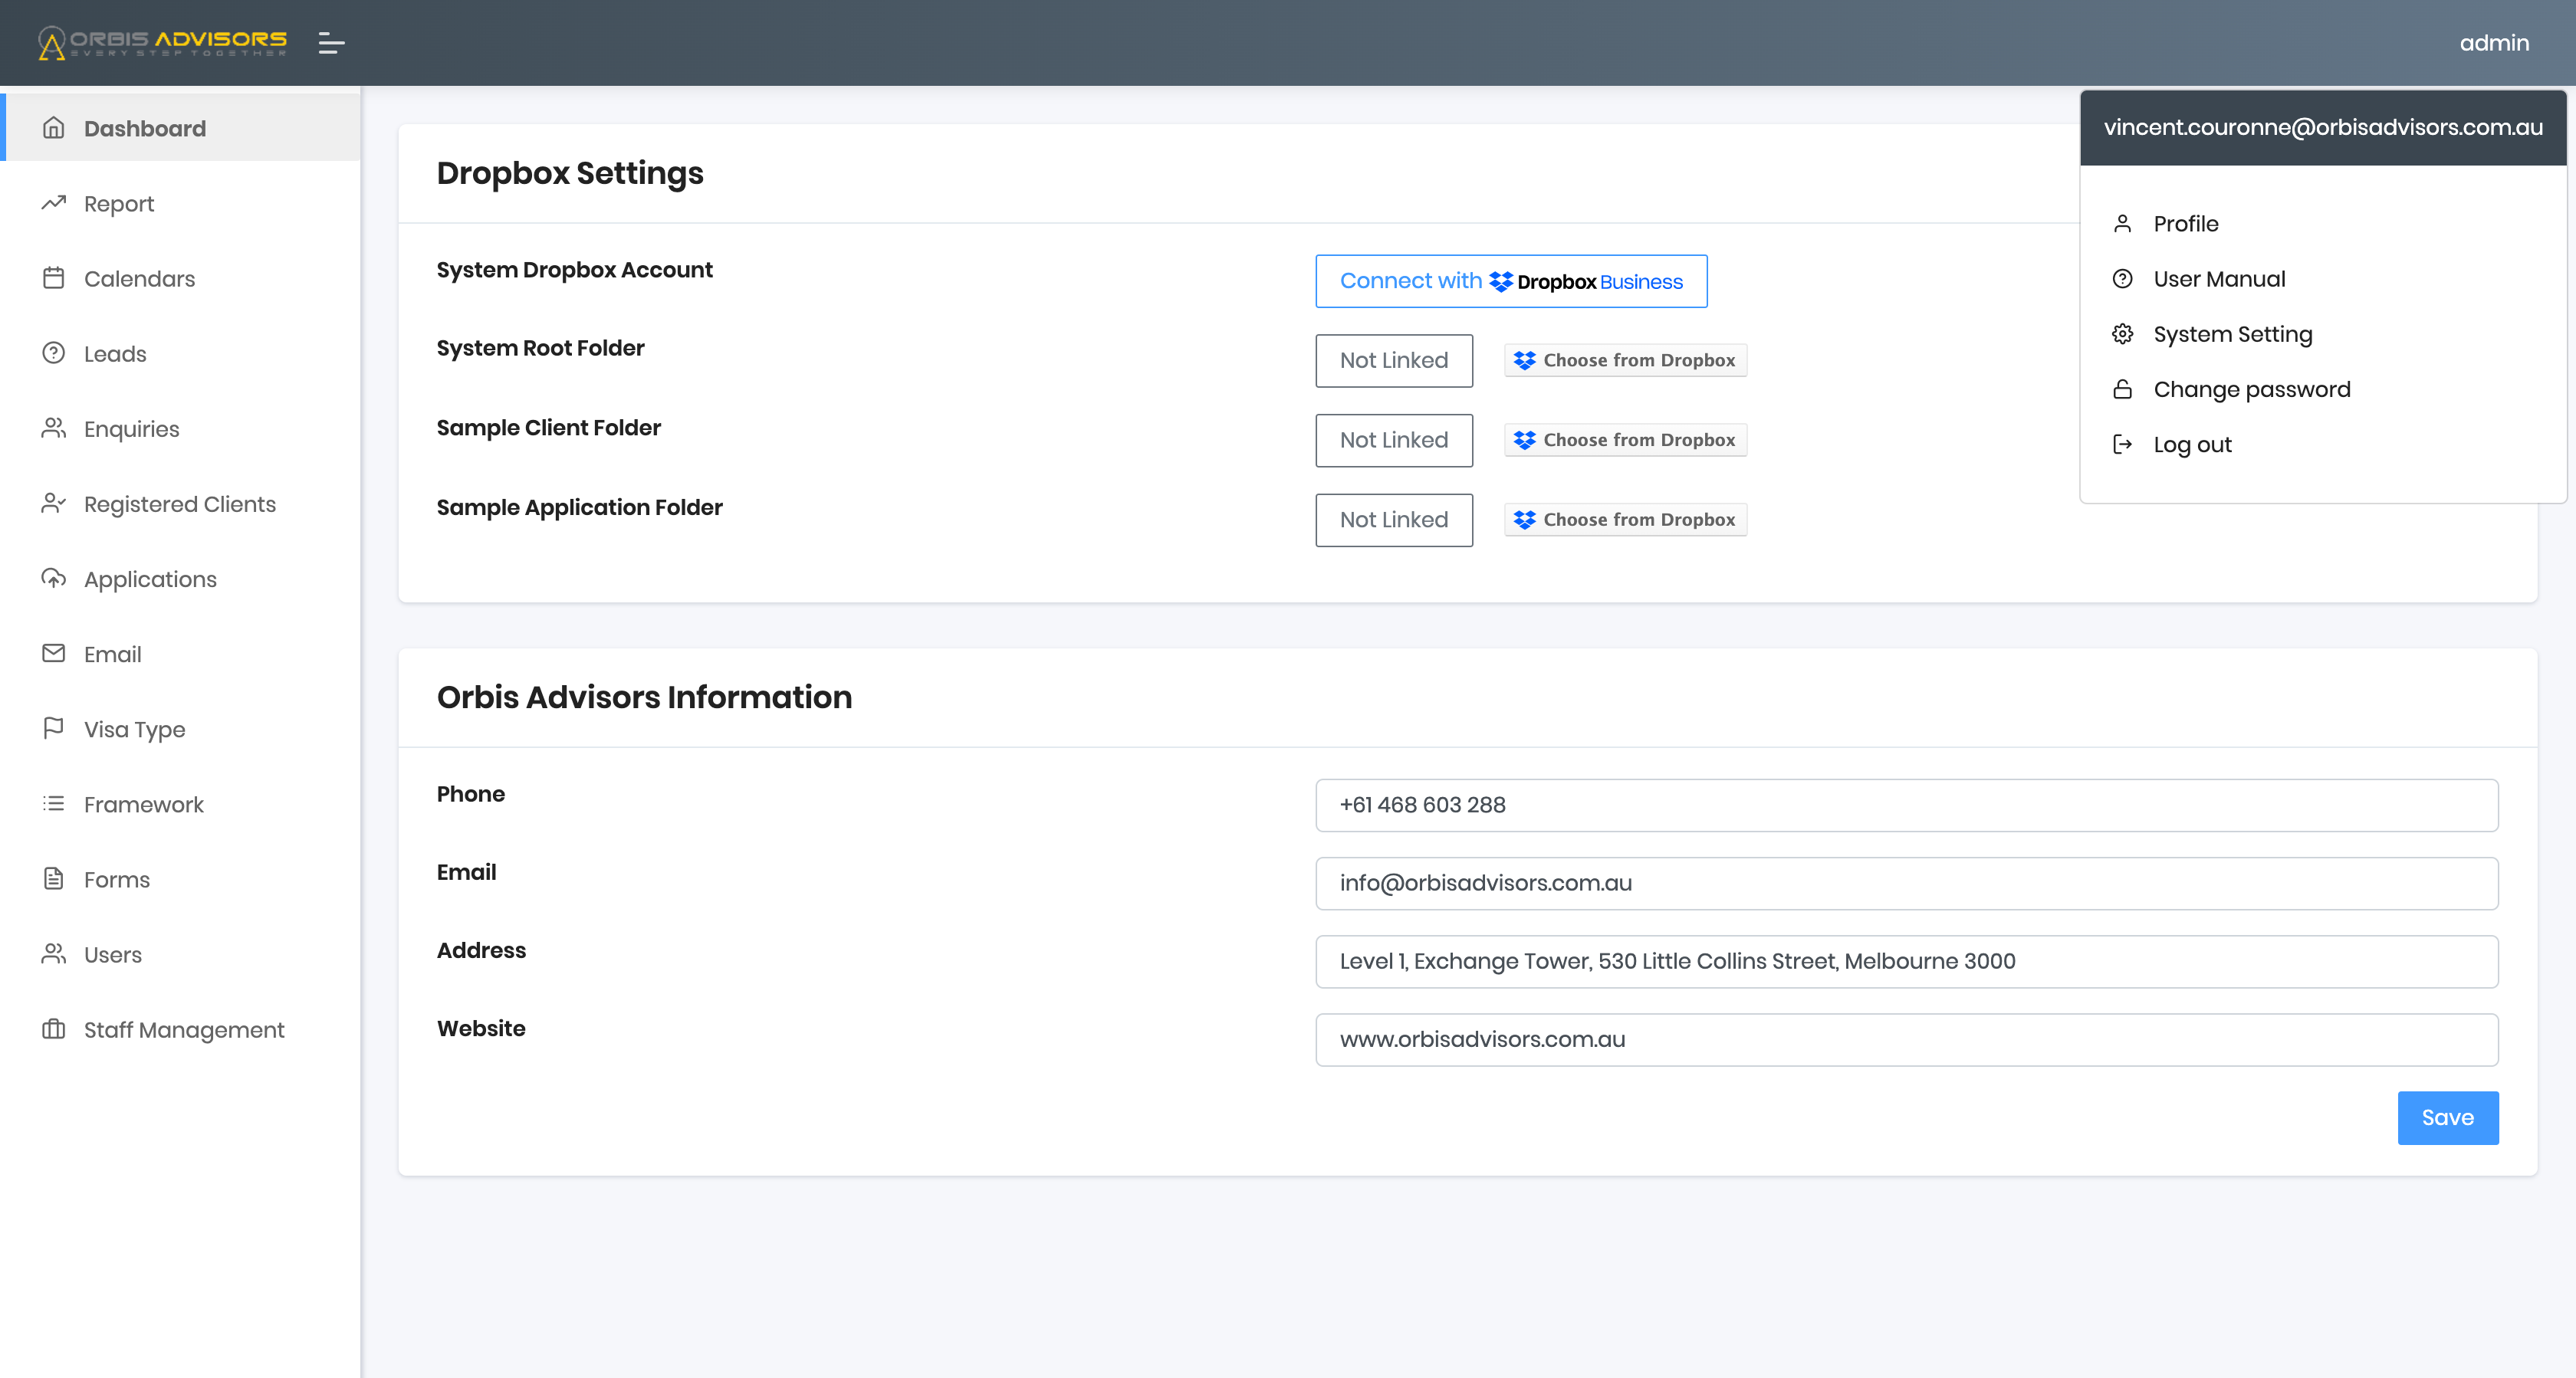 ORBIS ADVISORS
EVERY STEP TOGETHER
admin
Dashboard
Report
Calendars
Leads
Enquiries
Registered Clients
Applications
Email
Visa Type
Framework
Forms
Users
Staff Management
Dropbox Settings
System Dropbox Account
Connect with Dropbox Business
System Root Folder
Not Linked
Choose from Dropbox
Sample Client Folder
Not Linked
Choose from Dropbox
Sample Application Folder
Not Linked
Choose from Dropbox
vincent.couronne@orbisadvisors.com.au
Profile
User Manual
System Setting
Change password
Log out
Orbis Advisors Information
Phone
+61 468 603 288
Email
info@orbisadvisors.com.au
Address
Level 1, Exchange Tower, 530 Little Collins Street, Melbourne 3000
Website
www.orbisadvisors.com.au
Save